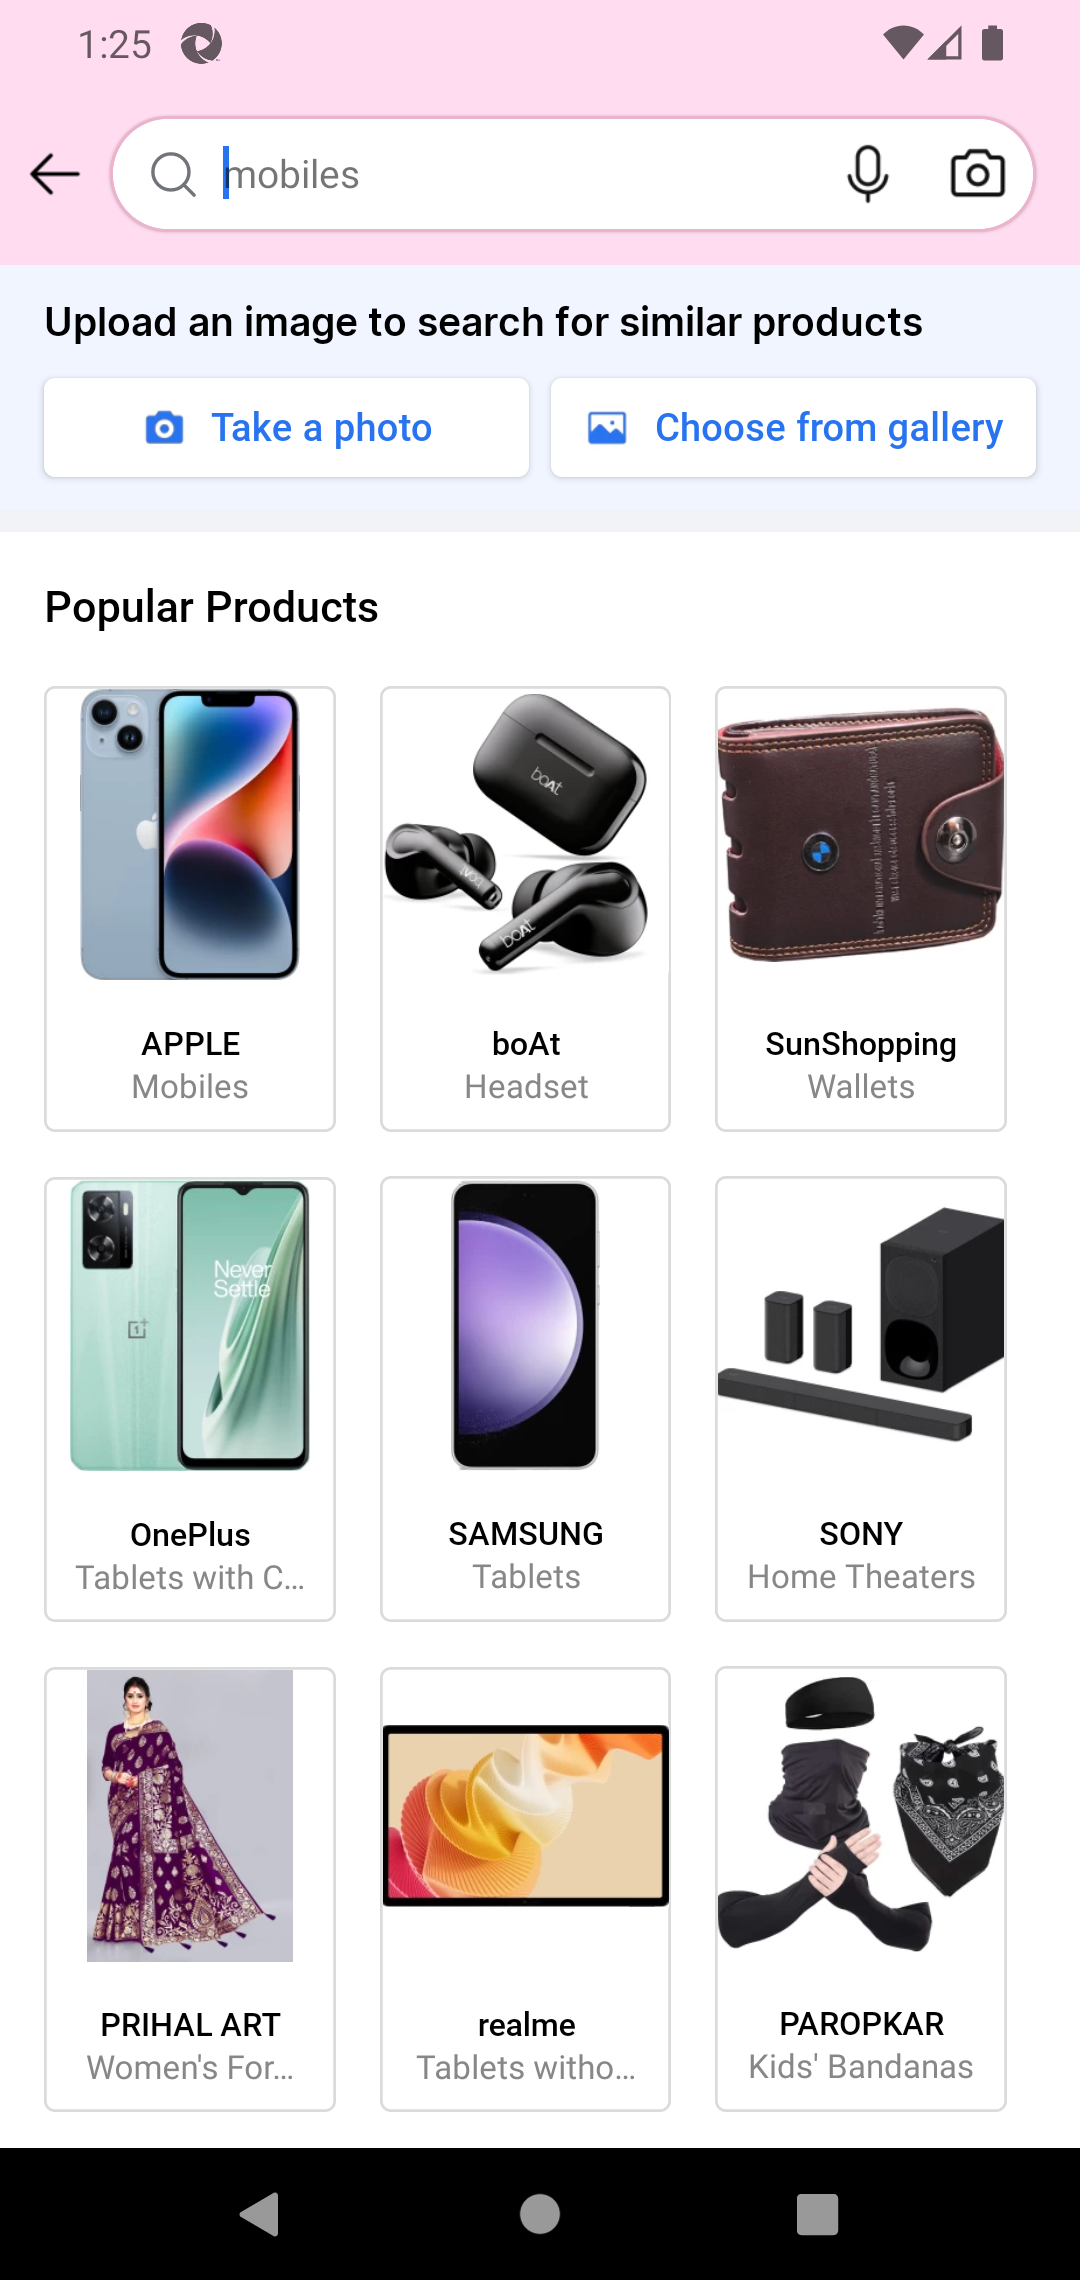 1:25
mobiles
Upload an image to search for similar products
Take a photo
Choose from gallery
Popular Products
boAt
boAt
boAt
APPLE
Mobiles
boAt
Headset
SunShopping
Wallets
Never
Settle
OnePlus
Tablets with C...
SAMSUNG
Tablets
SONY
Home Theaters
PRIHAL ART
Women's For...
realme
Tablets witho...
PAROPKAR
Kids' Bandanas